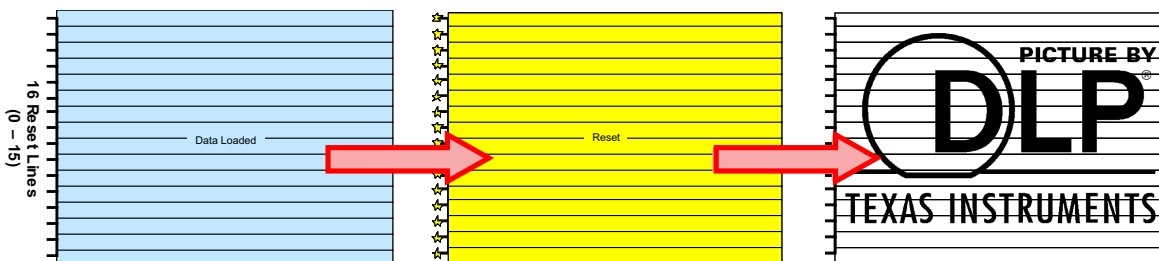 16 Reset Lines
(0 – 15)
Data Loaded
Reset
PICTURE BY
DLP®
TEXAS INSTRUMENTS